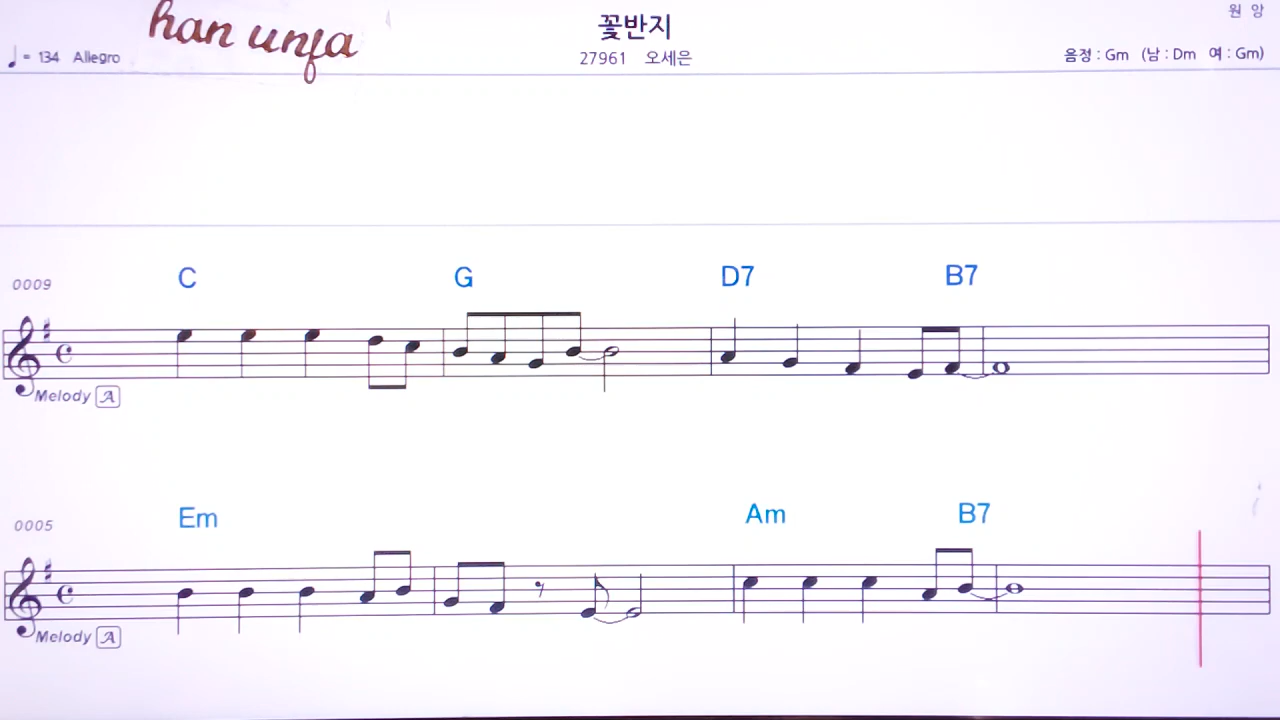 han unja
꽃반지
원 앙
♩= 134 Allegro
27961 오세은
음정 : Gm (남 : Dm 여 : Gm)
0009
C G D7 B7
Melody A
0005
Em Am B7
Melody A